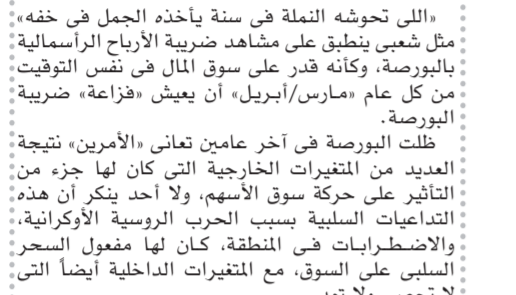 «اللى تحوشه النملة فى سنة يأخذه الجمل فى خفه»
مثل شعبى ينطبق على مشاهد ضريبة الأرباح الرأسمالية
بالبورصة، وكأنه قدر على سوق المال فى نفس التوقيت
من كل عام «مارس/أبريل» أن يعيش «فزاعة» ضريبة
البورصة.
ظلت البورصة فى آخر عامين تعانى «الأمرين» نتيجة
العديد من المتغيرات الخارجية التى كان لها جزء من
التأثير على حركة سوق الأسهم، ولا أحد ينكر أن هذه
التداعيات السلبية بسبب الحرب الروسية الأوكرانية،
والاضطرابات فى المنطقة، كان لها مفعول السحر
السلبى على السوق، مع المتغيرات الداخلية أيضاً التى